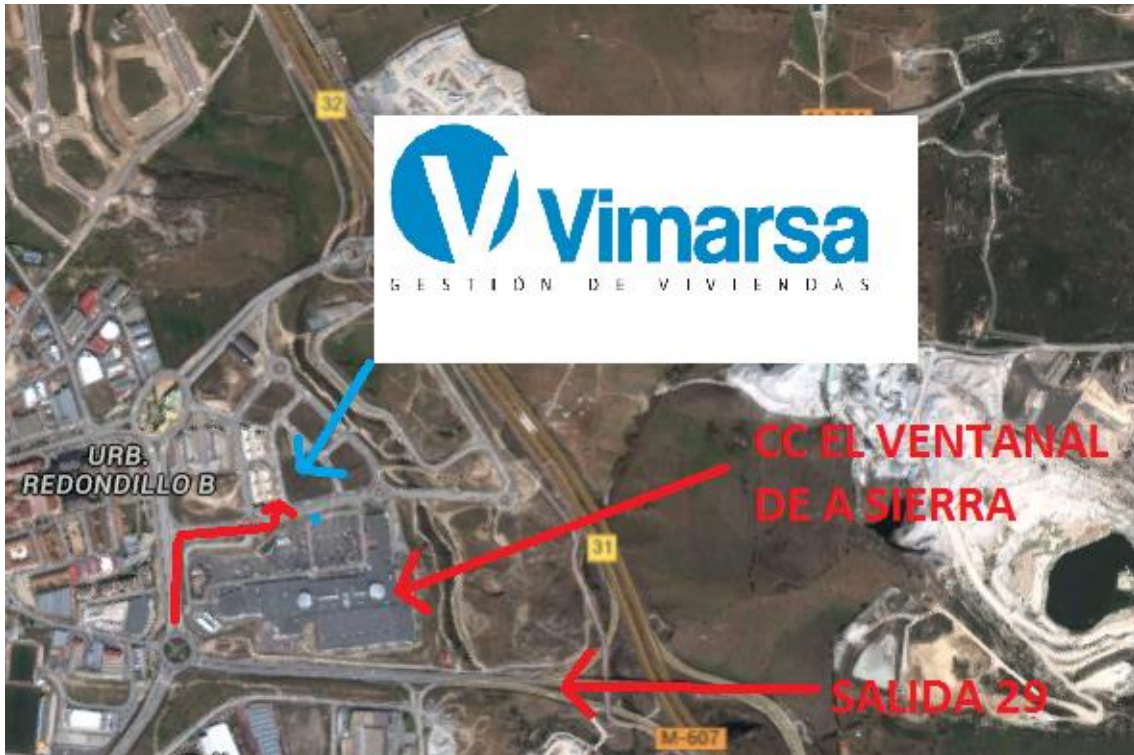 32
Vimarsa
GESTIÓN DE VIVIENDAS
URB.
REDONDILLO B
CC EL VENTANAL
DE A SIERRA
31
SALIDA 29
M-607